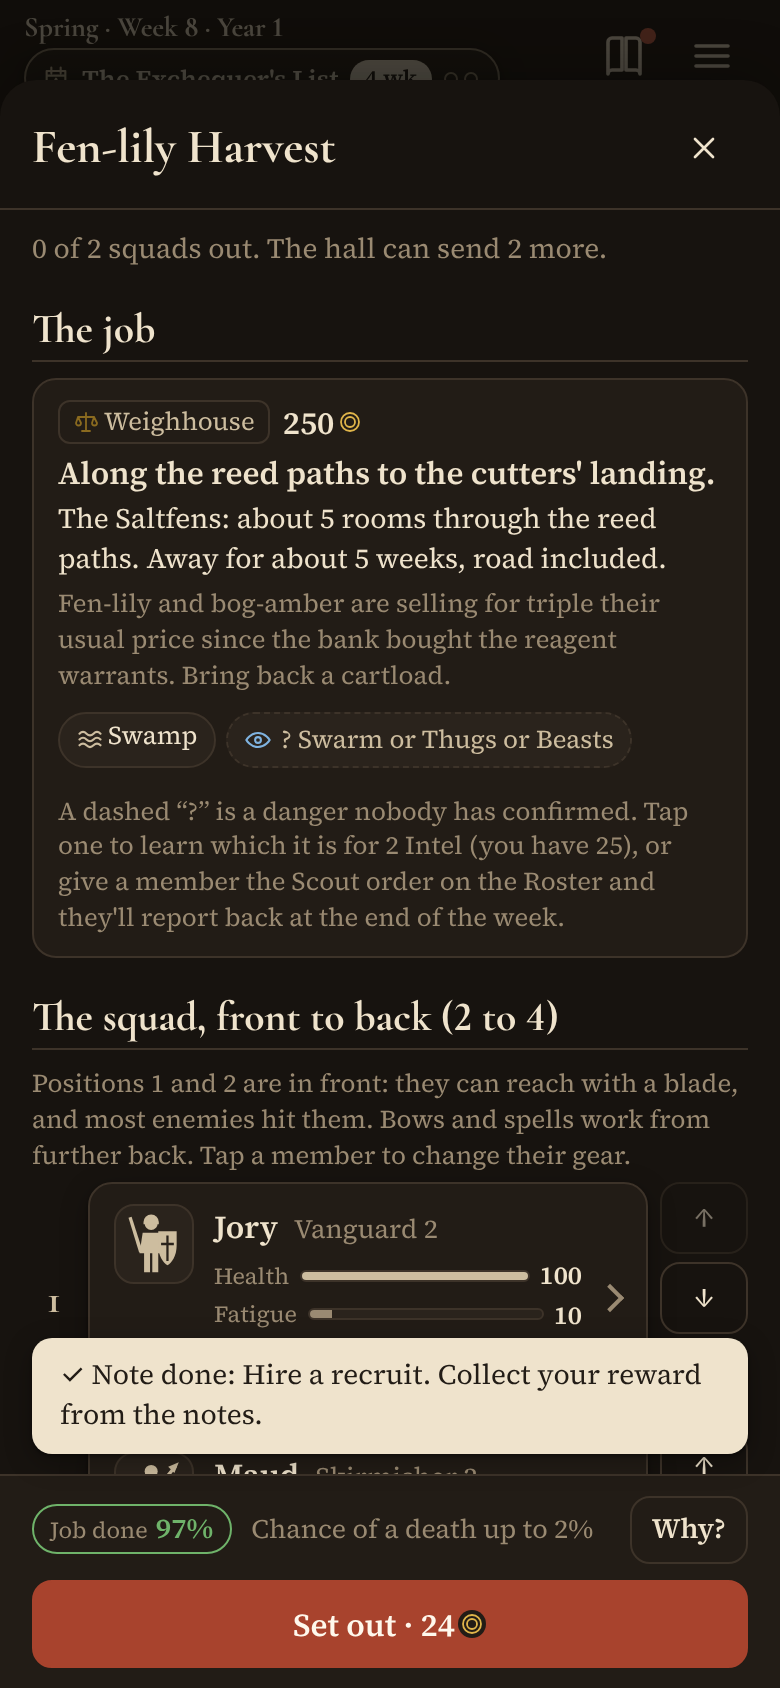 Spring · Week 8 · Year 1
The Exchequer's List 4 wk
Fen-lily Harvest
0 of 2 squads out. The hall can send 2 more.
The job
Weighhouse 250
Along the reed paths to the cutters' landing.
The Saltfens: about 5 rooms through the reed
paths. Away for about 5 weeks, road included.
Fen-lily and bog-amber are selling for triple their
usual price since the bank bought the reagent
warrants. Bring back a cartload.
Swamp ? Swarm or Thugs or Beasts
A dashed “?” is a danger nobody has confirmed. Tap
one to learn which it is for 2 Intel (you have 25), or
give a member the Scout order on the Roster and
they'll report back at the end of the week.
The squad, front to back (2 to 4)
Positions 1 and 2 are in front: they can reach with a blade,
and most enemies hit them. Bows and spells work from
further back. Tap a member to change their gear.
Jory Vanguard 2
Health 100
1
Fatigue 10
✓ Note done: Hire a recruit. Collect your reward
from the notes.
Maud Skirmisher 2
Job done 97% Chance of a death up to 2% Why?
Set out · 24